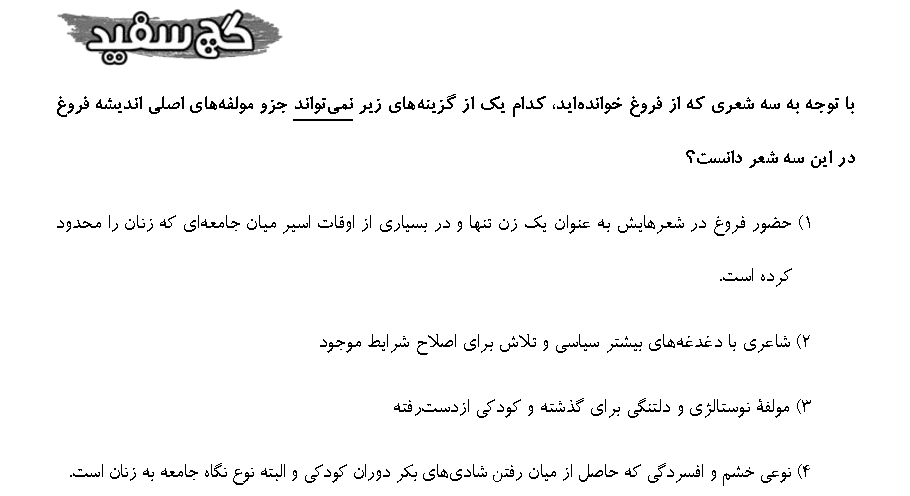 گچ سفید
با توجه به سه شعری که از فروغ خوانده‌اید، کدام یک از گزینه‌های زیر نمی‌تواند جزو مولفه‌های اصلی اندیشه فروغ
در این سه شعر دانست؟
۱) حضور فروغ در شعرهایش به عنوان یک زن تنها و در بسیاری از اوقات اسیر میان جامعه‌ای که زنان را محدود
کرده است.
۲) شاعری با دغدغه‌های بیشتر سیاسی و تلاش برای اصلاح شرایط موجود
۳) مولفهٔ نوستالژی و دلتنگی برای گذشته و کودکی ازدست‌رفته
۴) نوعی خشم و افسردگی که حاصل از میان رفتن شادی‌های بکر دوران کودکی و البته نوع نگاه جامعه به زنان است.